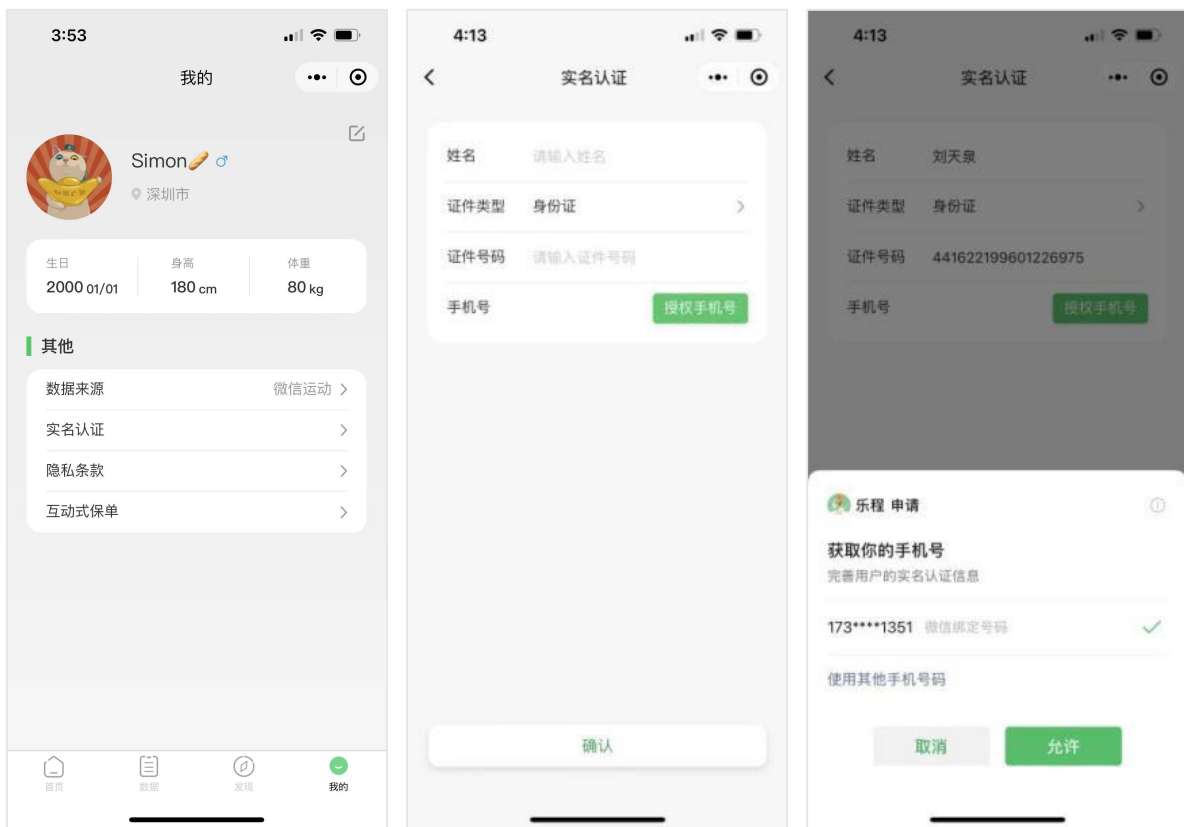 3:53
我的
Simon
深圳市
生日
身高
体重
2000 01/01
180 cm
80 kg
其他
数据来源
微信运动
实名认证
隐私条款
互动式保单
首页
数据
发现
我的
4:13
实名认证
姓名
请输入姓名
证件类型
身份证
证件号码
请输入证件号码
手机号
授权手机号
确认
4:13
实名认证
姓名
刘天泉
证件类型
身份证
证件号码
441622199601226975
手机号
授权手机号
乐程 申请
获取你的手机号
完善用户的实名认证信息
173****1351 微信绑定号码
使用其他手机号码
取消
允许